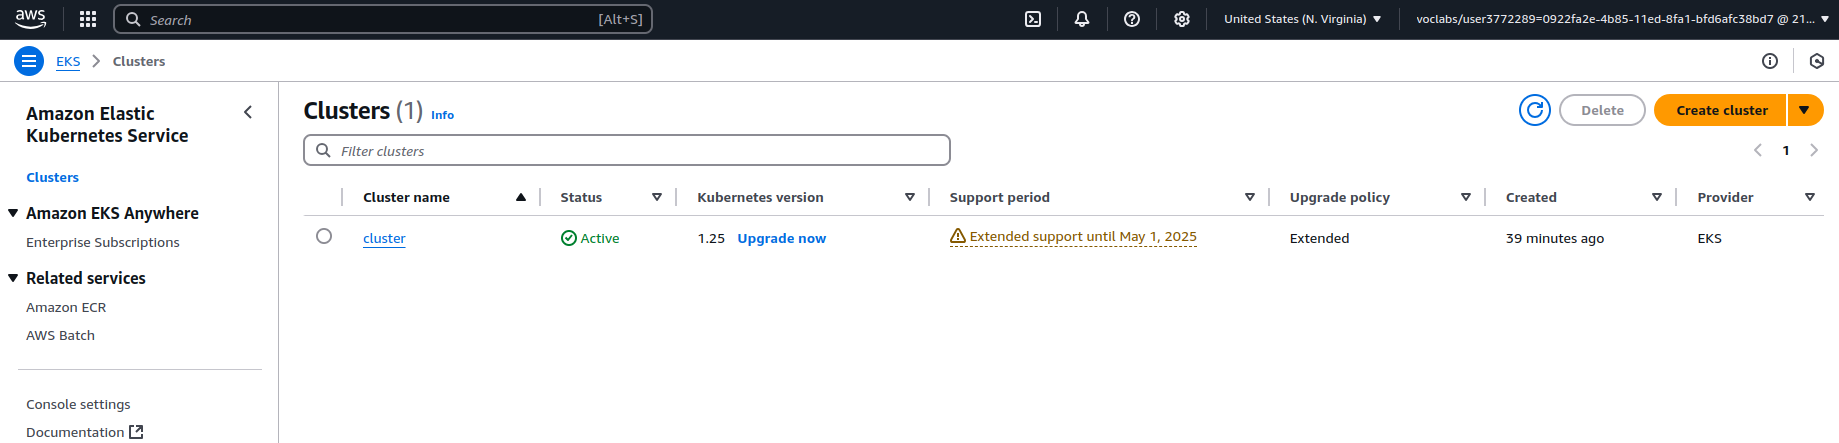 aws
Search [Alt+S] United States (N. Virginia) voclabs/user3772289=0922fa2e-4b85-11ed-8fa1-bfd6afc38bd7 @ 21...
EKS Clusters
Amazon Elastic
Kubernetes Service
Clusters
Amazon EKS Anywhere
Enterprise Subscriptions
Related services
Amazon ECR
AWS Batch
Console settings
Documentation
Clusters (1) Info
Delete Create cluster
Filter clusters
1
Cluster name Status Kubernetes version Support period Upgrade policy Created Provider
cluster Active 1.25 Upgrade now Extended support until May 1, 2025 Extended 39 minutes ago EKS